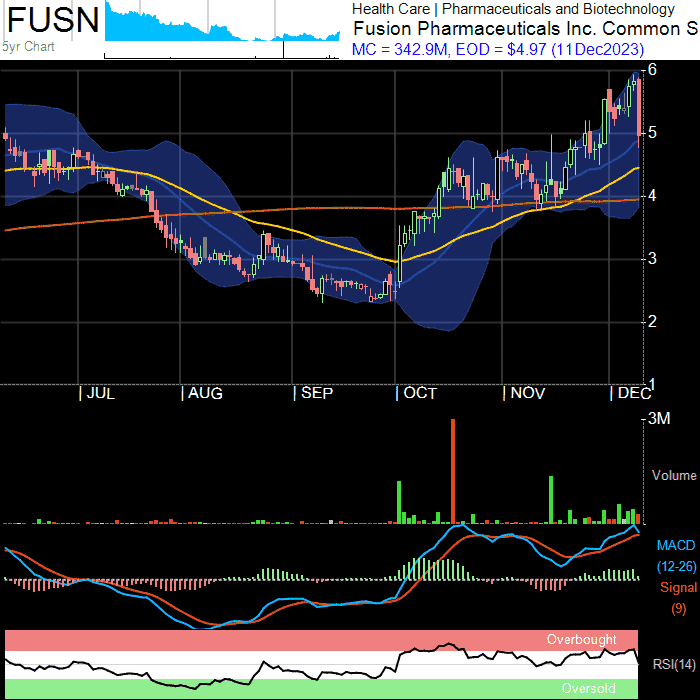 FUSN
5yr Chart
Health Care | Pharmaceuticals and Biotechnology
Fusion Pharmaceuticals Inc. Common S
MC = 342.9M, EOD = $4.97 (11Dec2023)
6
5
4
3
2
1
JUL AUG SEP OCT NOV DEC
3M
Volume
MACD
(12-26)
Signal
(9)
Overbought
RSI(14)
Oversold